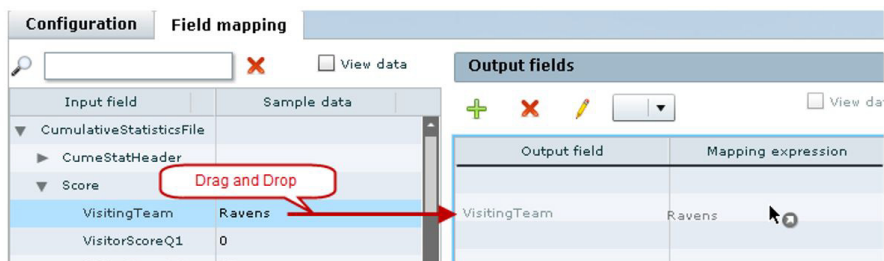 Configuration
Field mapping
View data
Input field
Sample data
CumulativeStatisticsFile
CumeStatHeader
Score
Drag and Drop
VisitingTeam
Ravens
VisitorScoreQ1
0
Output fields
View da
Output field
Mapping expression
VisitingTeam
Ravens